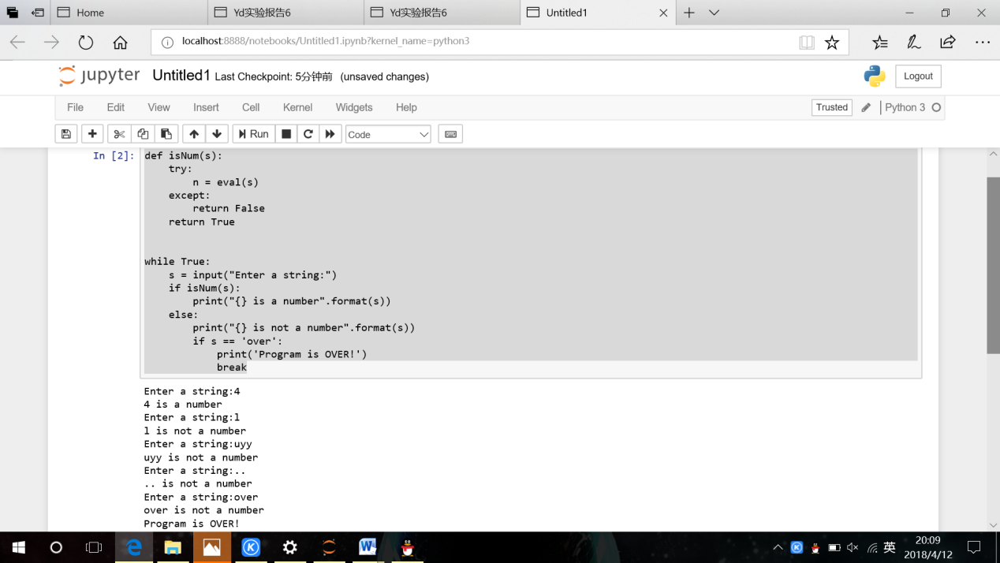 Home
Yd实验报告6
Yd实验报告6
Untitled1
localhost:8888/notebooks/Untitled1.ipynb?kernel_name=python3
jupyter Untitled1 Last Checkpoint: 5分钟前 (unsaved changes)
Logout
File Edit View Insert Cell Kernel Widgets Help
Trusted
Python 3
Run
Code
In [2]:
def isNum(s):
    try:
        n = eval(s)
    except:
        return False
    return True
while True:
    s = input("Enter a string:")
    if isNum(s):
        print("{} is a number".format(s))
    else:
        print("{} is not a number".format(s))
        if s == 'over':
            print('Program is OVER!')
            break
Enter a string:4
4 is a number
Enter a string:l
l is not a number
Enter a string:uyy
uyy is not a number
Enter a string:..
.. is not a number
Enter a string:over
over is not a number
Program is OVER!
英
20:09
2018/4/12